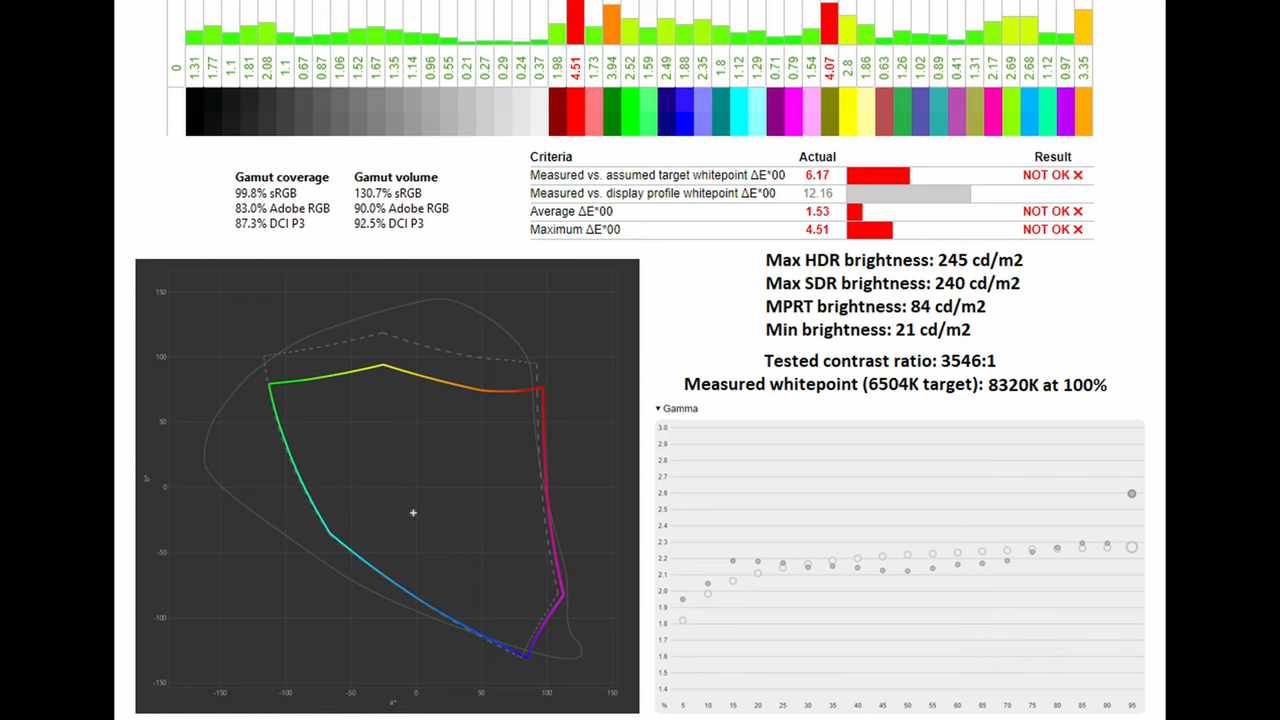 0 1.31 1.77 1.1 1.81 2.08 1.1 0.67 0.87 1.06 1.52 1.67 1.35 1.14 0.96 0.55 0.21 0.27 0.29 0.24 0.37 1.98 4.51 1.73 3.94 2.52 1.59 2.49 1.88 2.35 1.8 1.12 1.29 0.71 0.79 1.54 4.07 2.8 1.86 0.63 1.26 1.02 0.89 0.41 1.31 2.17 2.69 2.68 1.12 0.97 3.35
Criteria Actual Result
Measured vs. assumed target whitepoint ΔE*00 6.17 NOT OK ✕
Measured vs. display profile whitepoint ΔE*00 12.16
Average ΔE*00 1.53 NOT OK ✕
Maximum ΔE*00 4.51 NOT OK ✕
Gamut coverage Gamut volume
99.8% sRGB 130.7% sRGB
83.0% Adobe RGB 90.0% Adobe RGB
87.3% DCI P3 92.5% DCI P3
Max HDR brightness: 245 cd/m2
Max SDR brightness: 240 cd/m2
MPRT brightness: 84 cd/m2
Min brightness: 21 cd/m2
Tested contrast ratio: 3546:1
Measured whitepoint (6504K target): 8320K at 100%
150
100
50
0
-50
-100
-150
b*
-150 -100 -50 0 50 100 150
a*
▼ Gamma
3.0
2.9
2.8
2.7
2.6
2.5
2.4
2.3
2.2
2.1
2.0
1.9
1.8
1.7
1.6
1.5
1.4
% 5 10 15 20 25 30 35 40 45 50 55 60 65 70 75 80 85 90 95